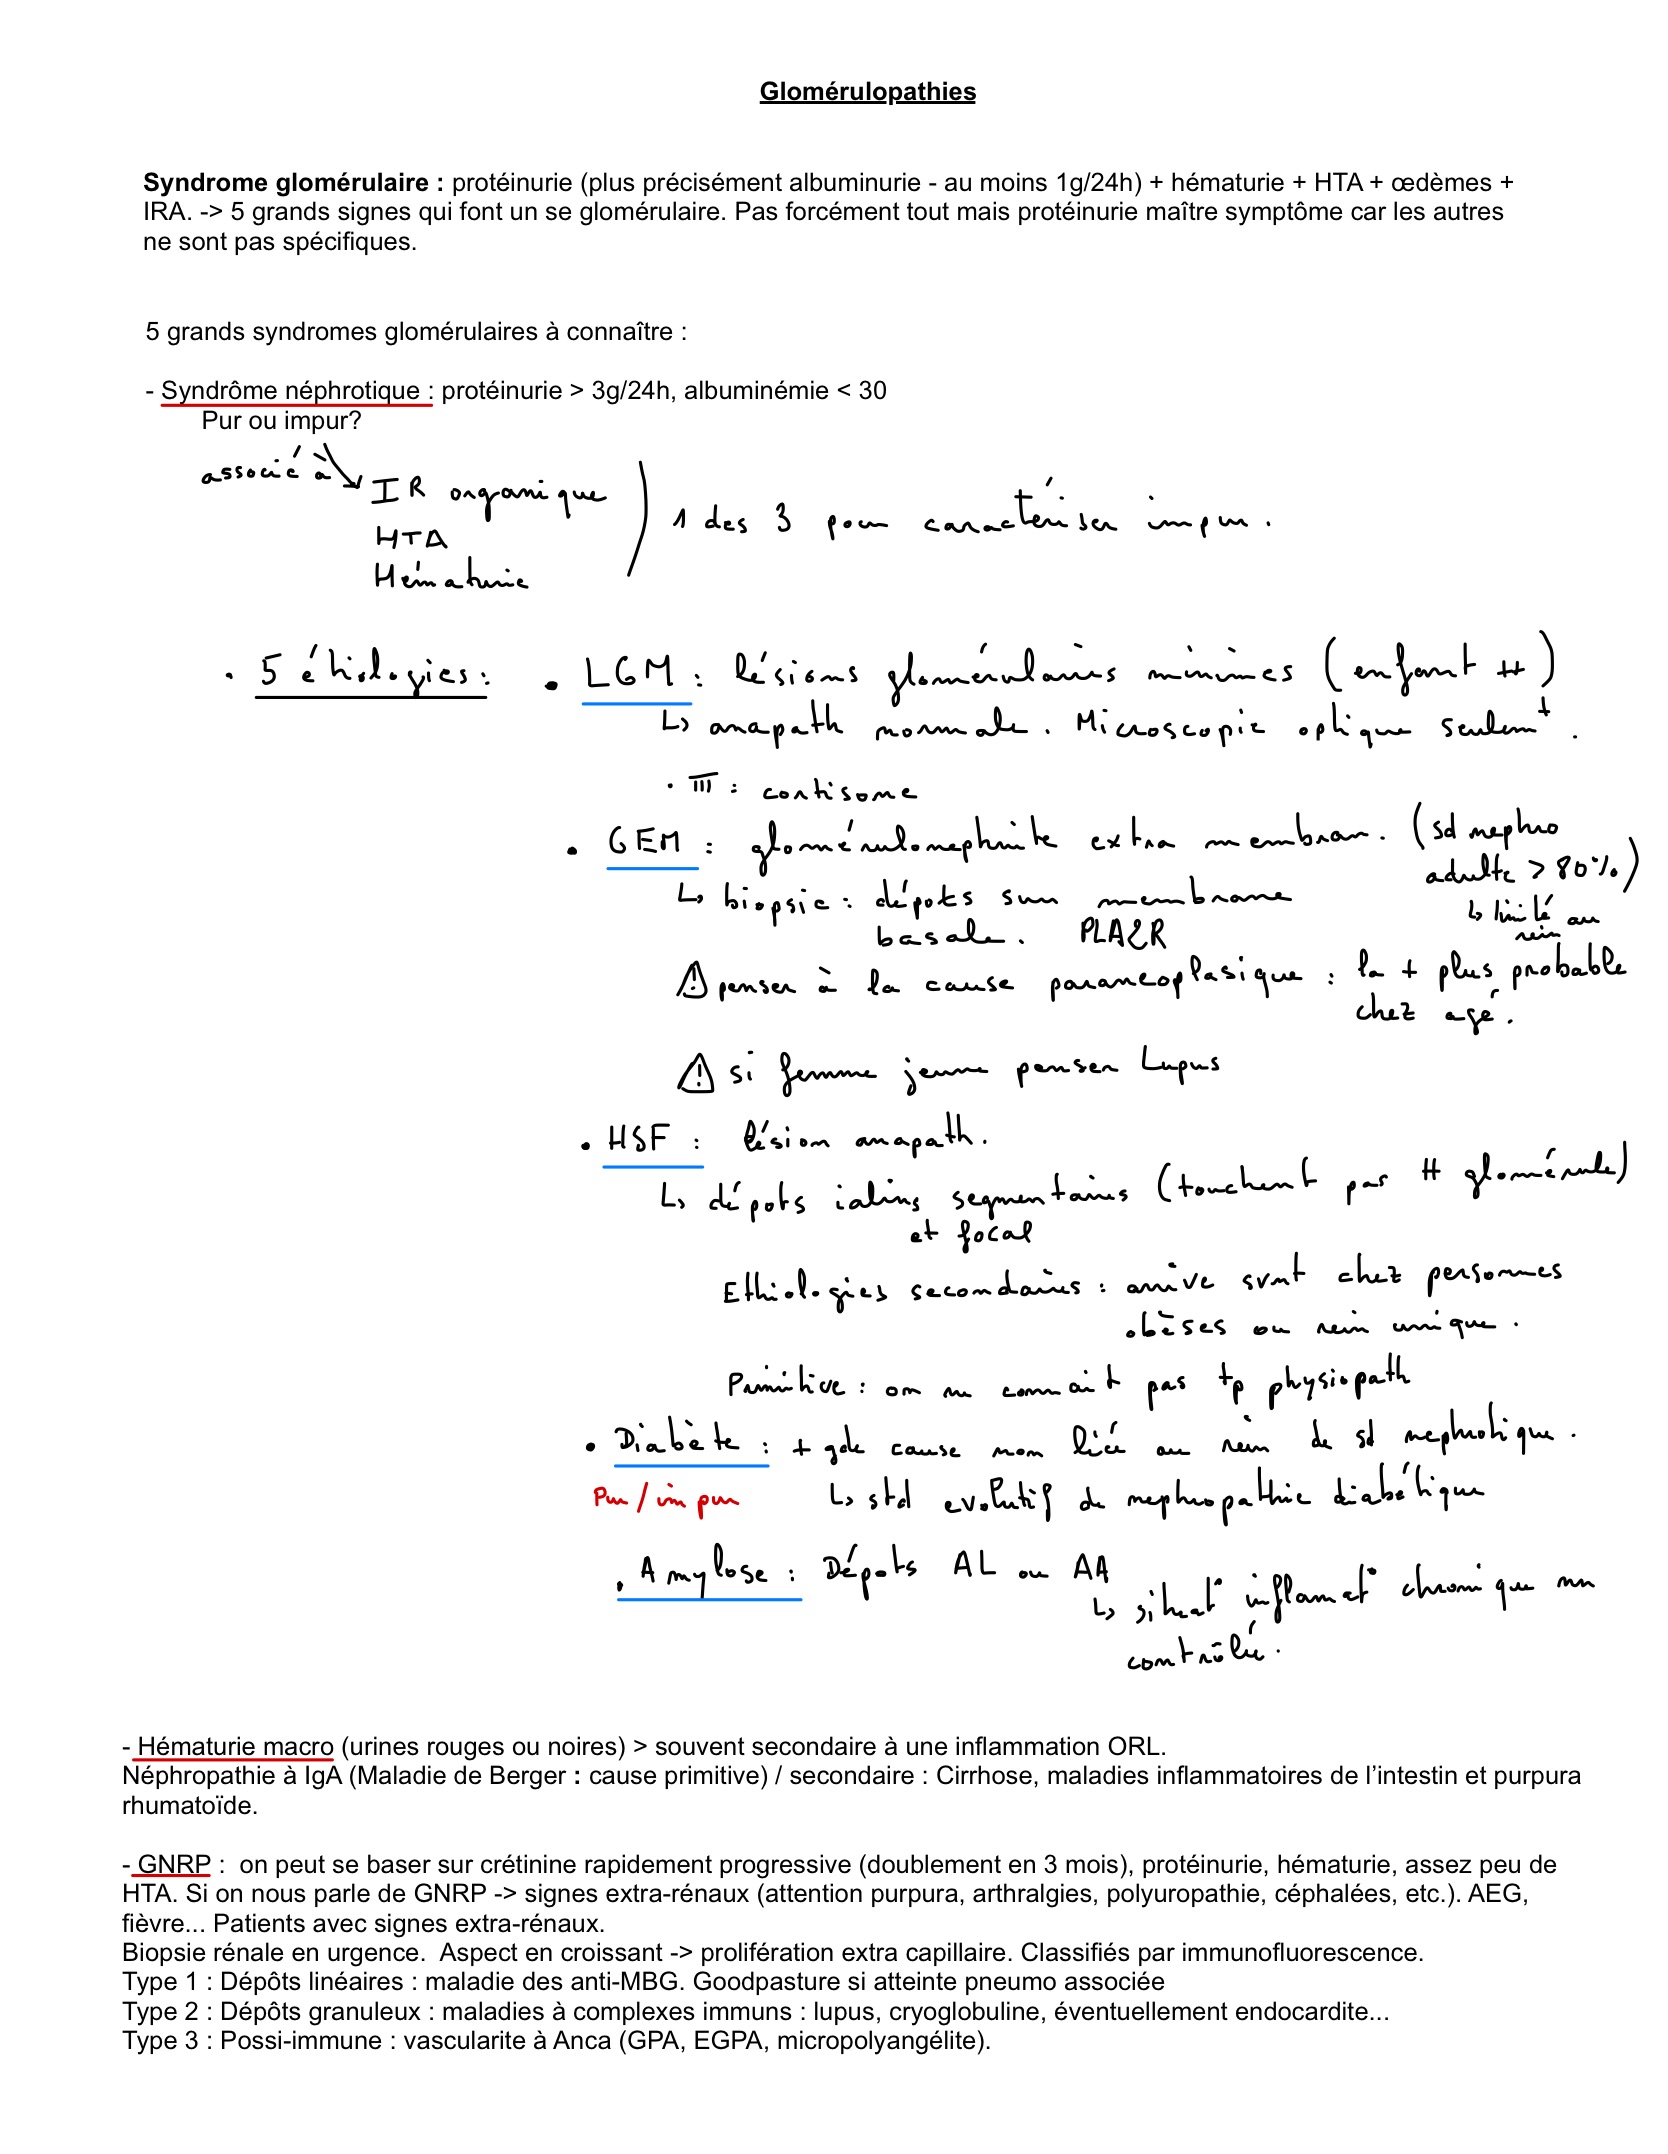 Glomérulopathies
Syndrome glomérulaire : protéinurie (plus précisément albuminurie - au moins 1g/24h) + hématurie + HTA + œdèmes +
IRA. -> 5 grands signes qui font un se glomérulaire. Pas forcément tout mais protéinurie maître symptôme car les autres
ne sont pas spécifiques.
5 grands syndromes glomérulaires à connaître :
- Syndrôme néphrotique : protéinurie > 3g/24h, albuminémie < 30
Pur ou impur?
associé à
IR organique
HTA
Hématurie
1 des 3 pour caractériser impur.
• 5 éthiologies :
• LGM : lésions glomérulaires minimes (enfant ++)
↳ anapath normale. Microscopie optique seulemt.
• TTT : cortisone
• GEM : glomérulonephrite extra membran. (sd nephro
adulte > 80%)
↳ limité au
rein
↳ biopsie : dépots sur membrane
basale. PLA2R
⚠ penser à la cause paranéoplasique : la + plus probable
chez agé.
⚠ si femme jeune penser Lupus
• HSF : lésion anapath.
↳ dépots ialins segmentaires (touchent pas # glomérule)
et focal
Ethiologies secondaires : arrive svnt chez personnes
obèses ou rein unique.
Primitive : on ne connait pas tp physiopath
• Diabète : + gde cause non liée au rein de sd nephrotique.
Pur / impur
↳ std evolutif de nephropathie diabétique
• Amylose : Dépots AL ou AA
↳ situat° inflamat° chronique nn
contrôlée.
- Hématurie macro (urines rouges ou noires) > souvent secondaire à une inflammation ORL.
Néphropathie à IgA (Maladie de Berger : cause primitive) / secondaire : Cirrhose, maladies inflammatoires de l'intestin et purpura
rhumatoïde.
- GNRP :  on peut se baser sur crétinine rapidement progressive (doublement en 3 mois), protéinurie, hématurie, assez peu de
HTA. Si on nous parle de GNRP -> signes extra-rénaux (attention purpura, arthralgies, polyuropathie, céphalées, etc.). AEG,
fièvre... Patients avec signes extra-rénaux.
Biopsie rénale en urgence.  Aspect en croissant -> prolifération extra capillaire. Classifiés par immunofluorescence.
Type 1 : Dépôts linéaires : maladie des anti-MBG. Goodpasture si atteinte pneumo associée
Type 2 : Dépôts granuleux : maladies à complexes immuns : lupus, cryoglobuline, éventuellement endocardite...
Type 3 : Possi-immune : vascularite à Anca (GPA, EGPA, micropolyangélite).